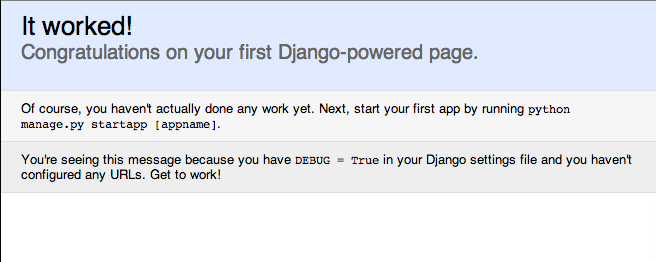 It worked!
Congratulations on your first Django-powered page.
Of course, you haven't actually done any work yet. Next, start your first app by running python
manage.py startapp [appname].
You're seeing this message because you have DEBUG = True in your Django settings file and you haven't
configured any URLs. Get to work!